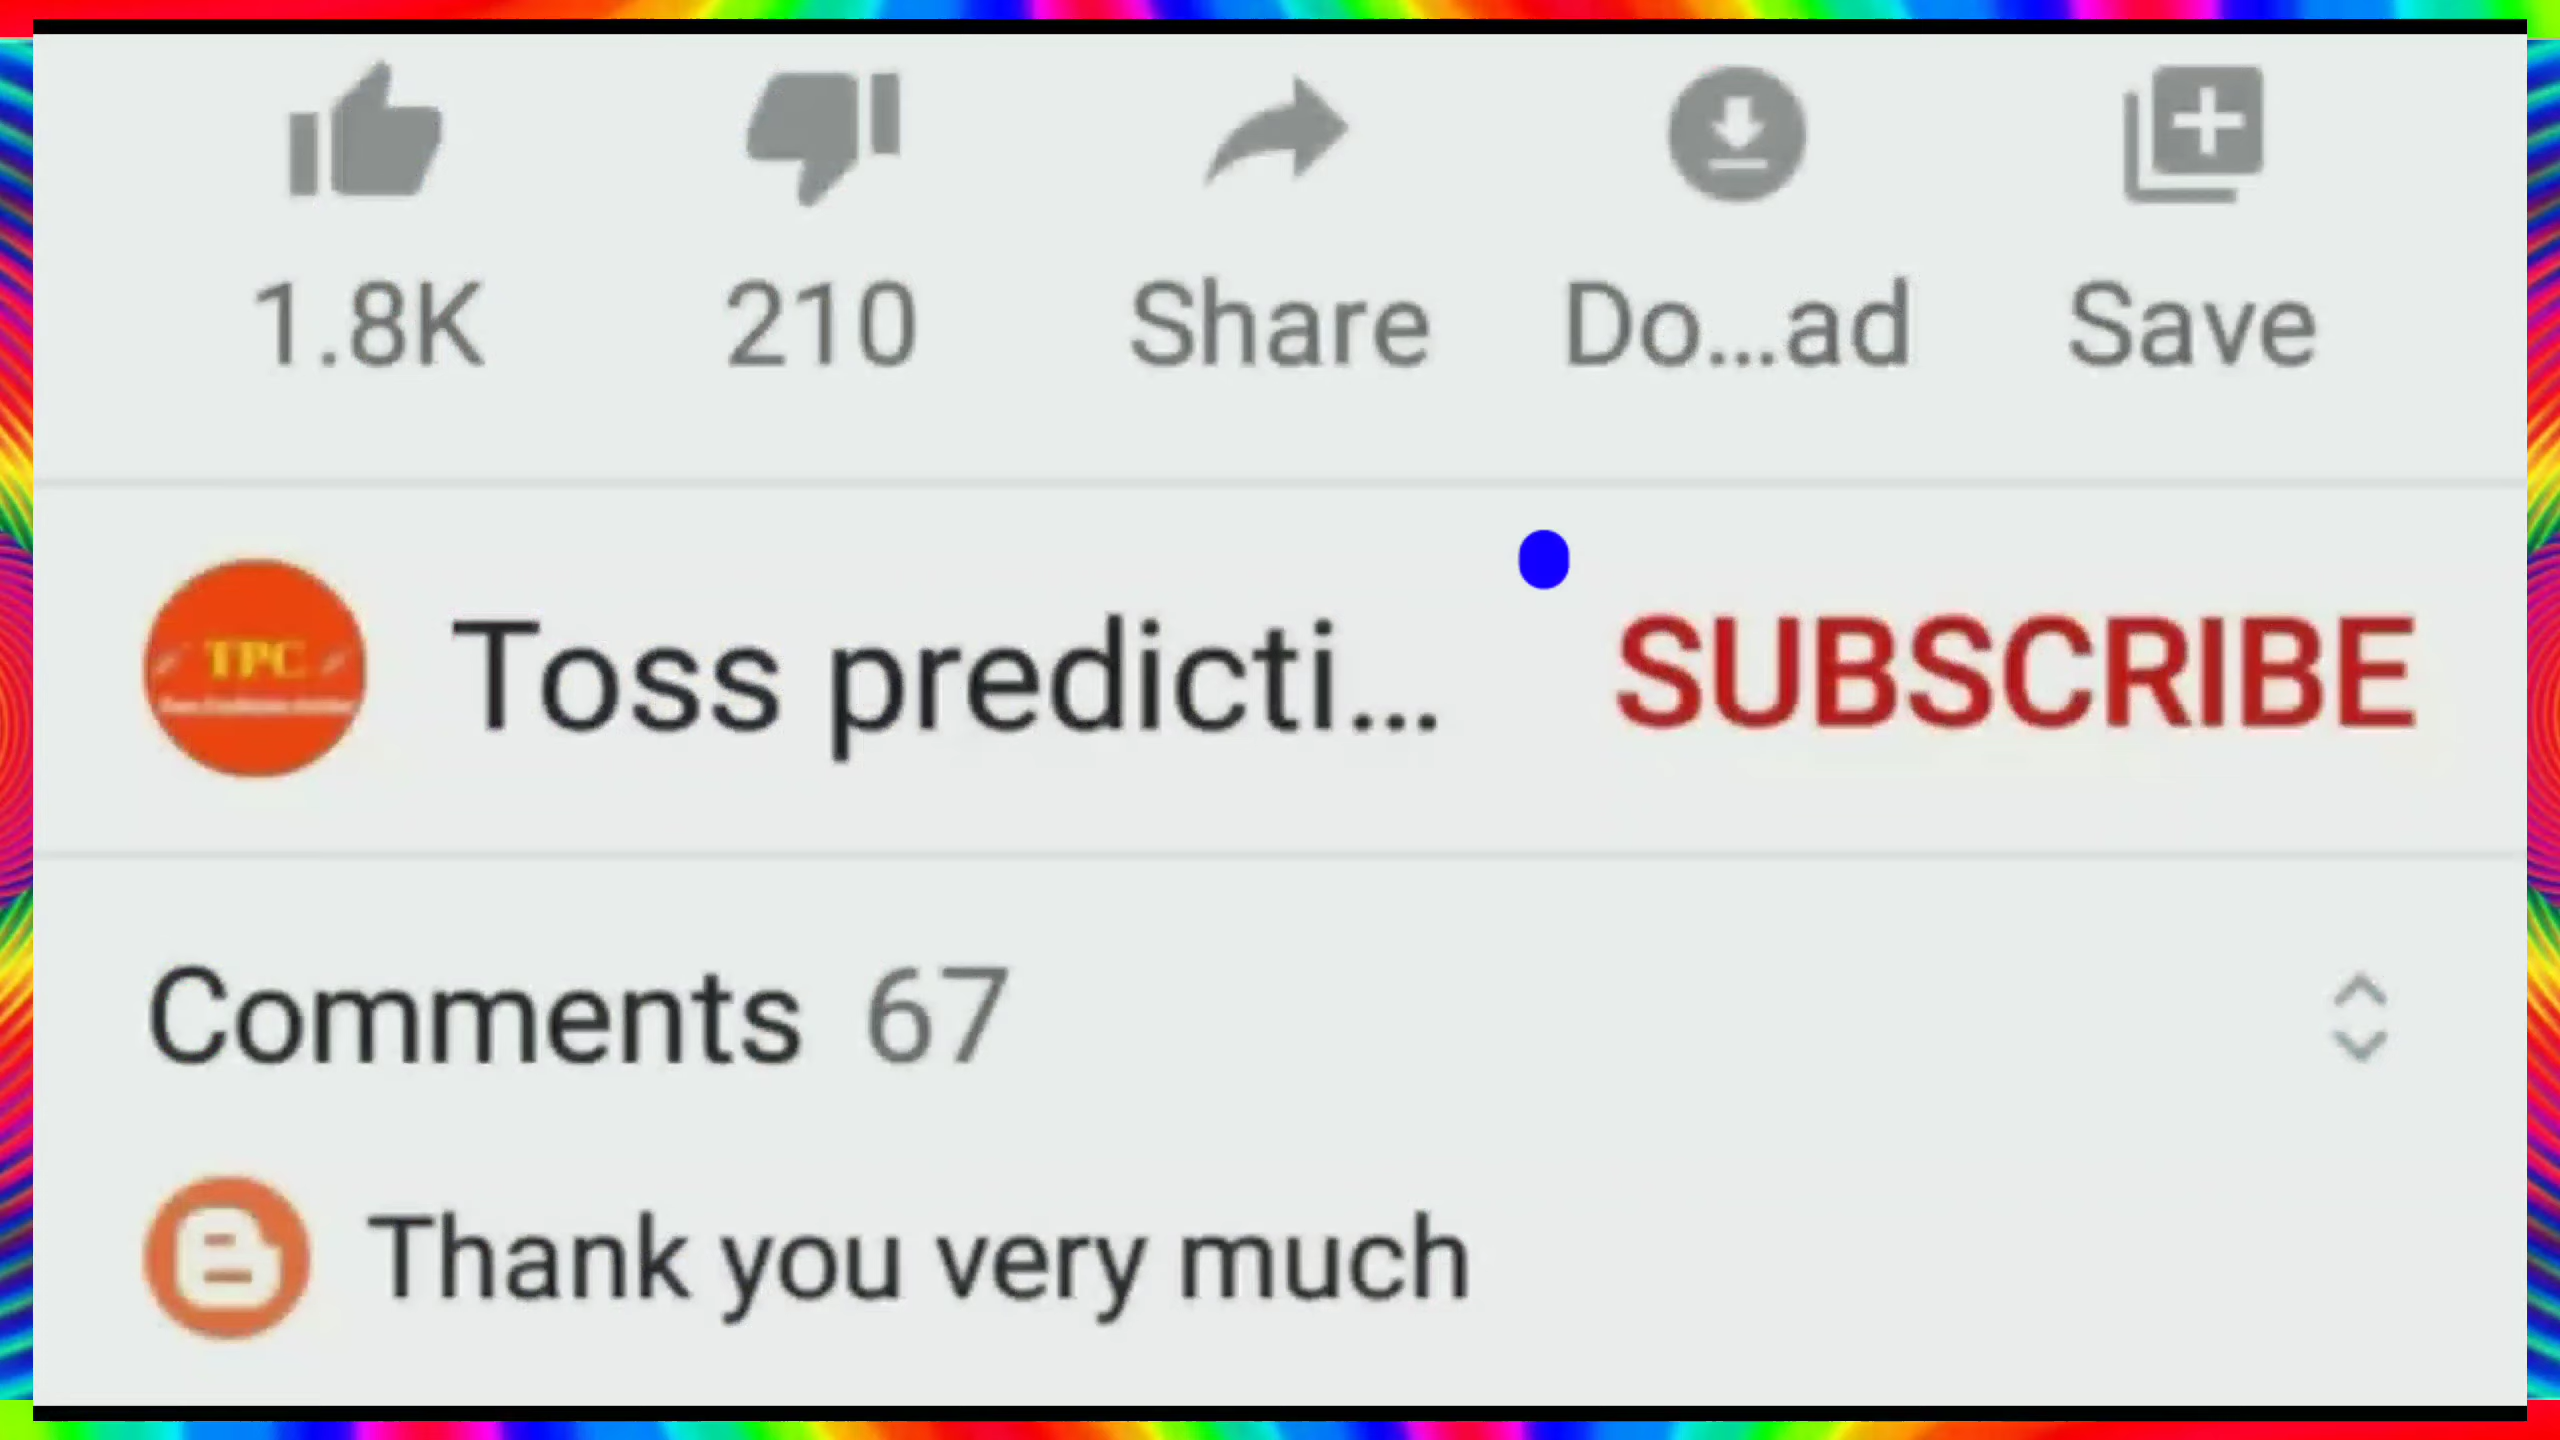 1.8K 210 Share Do...ad Save
TPC
Toss predicti... SUBSCRIBE
Comments 67
Thank you very much